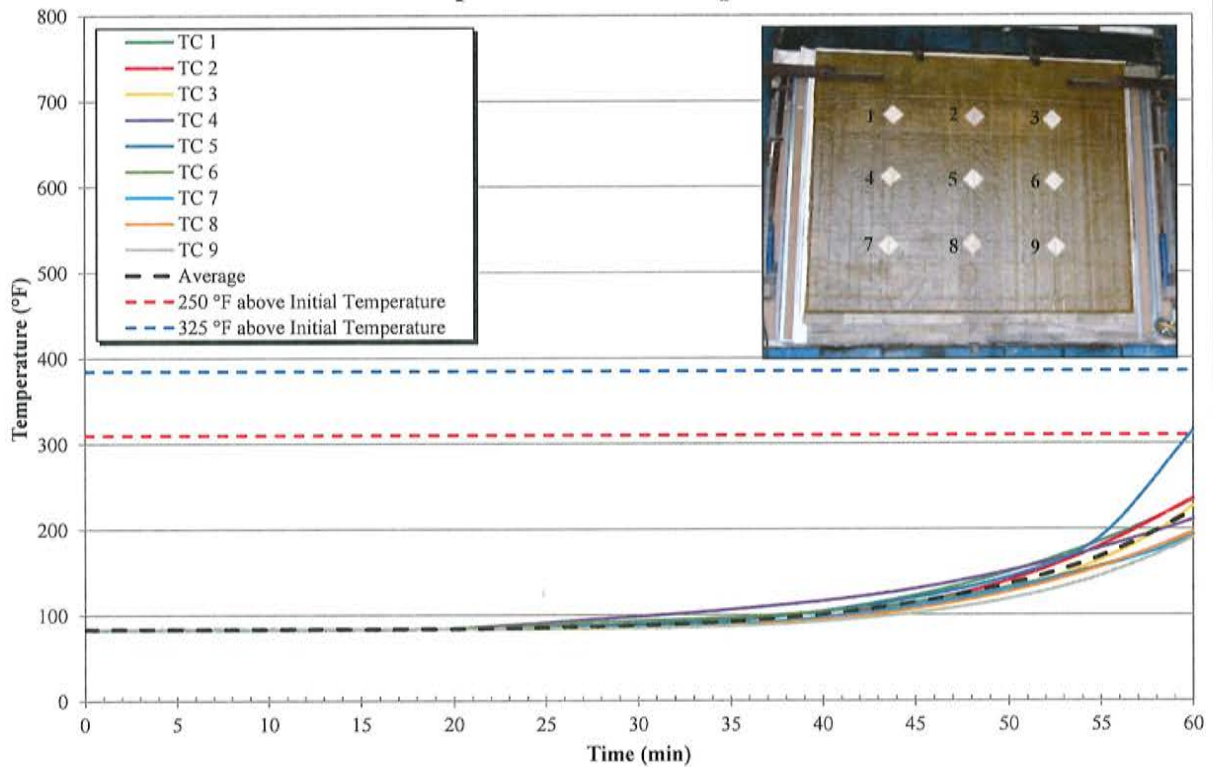 800
700
600
500
400
300
200
100
0
Temperature (°F)
TC 1
TC 2
TC 3
TC 4
TC 5
TC 6
TC 7
TC 8
TC 9
Average
250 °F above Initial Temperature
325 °F above Initial Temperature
1 2 3
4 5 6
7 8 9
0 5 10 15 20 25 30 35 40 45 50 55 60
Time (min)